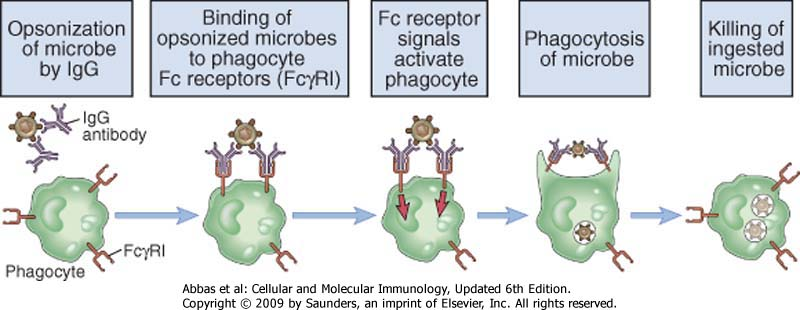 Opsonization
of microbe
by IgG
Binding of
opsonized microbes
to phagocyte
Fc receptors (FcγRI)
Fc receptor
signals
activate
phagocyte
Phagocytosis
of microbe
Killing of
ingested
microbe
IgG
antibody
FcγRI
Phagocyte
Abbas et al: Cellular and Molecular Immunology, Updated 6th Edition.
Copyright © 2009 by Saunders, an imprint of Elsevier, Inc. All rights reserved.